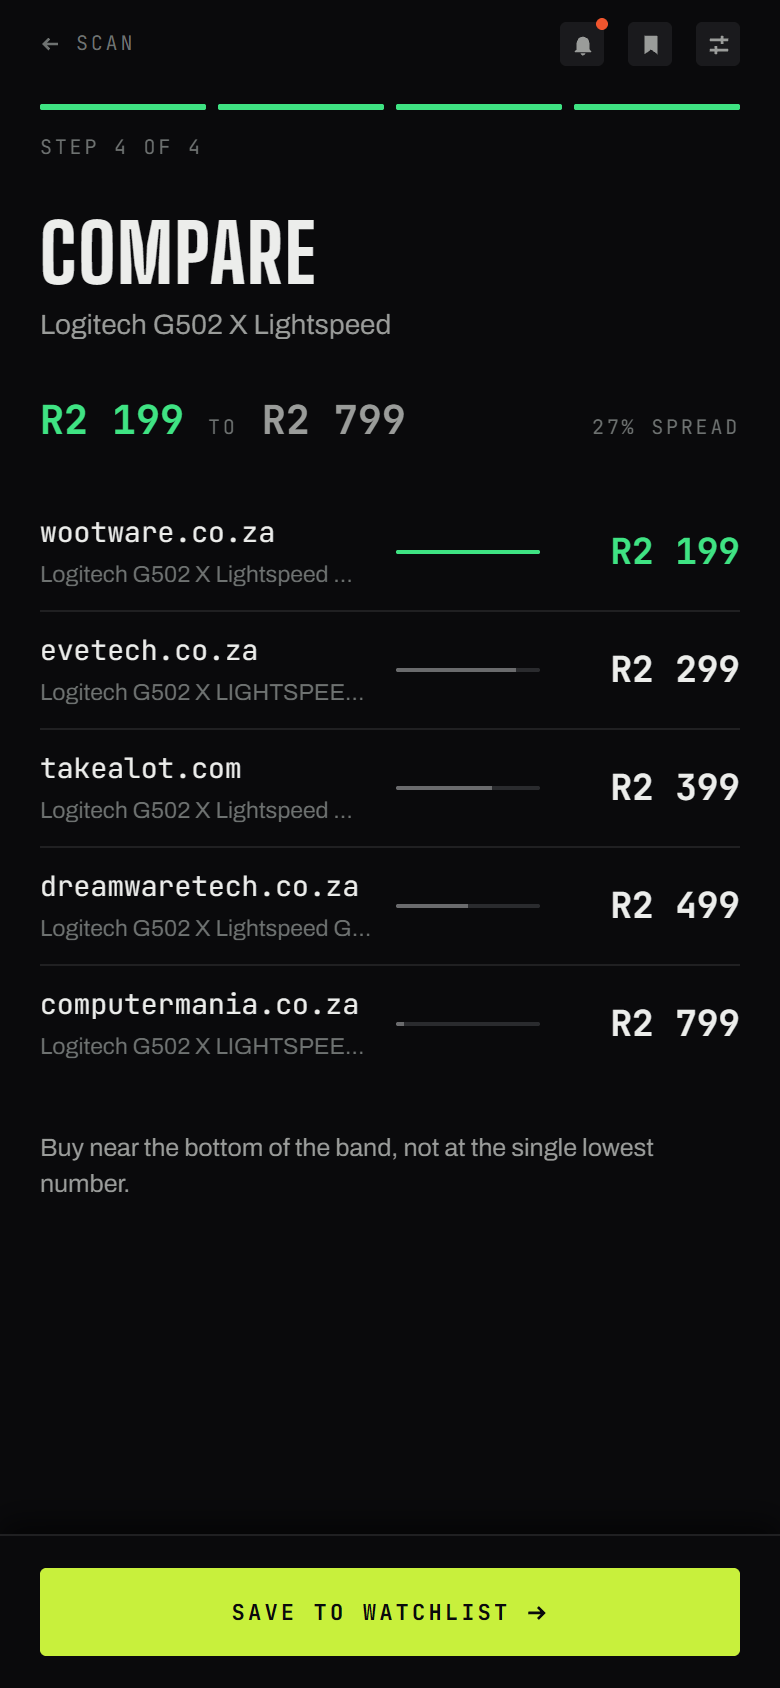 ← SCAN
STEP 4 OF 4
COMPARE
Logitech G502 X Lightspeed
R2 199 TO R2 799 27% SPREAD
wootware.co.za
Logitech G502 X Lightspeed ...
R2 199
evetech.co.za
Logitech G502 X LIGHTSPEE...
R2 299
takealot.com
Logitech G502 X Lightspeed ...
R2 399
dreamwaretech.co.za
Logitech G502 X Lightspeed G...
R2 499
computermania.co.za
Logitech G502 X LIGHTSPEE...
R2 799
Buy near the bottom of the band, not at the single lowest
number.
SAVE TO WATCHLIST →